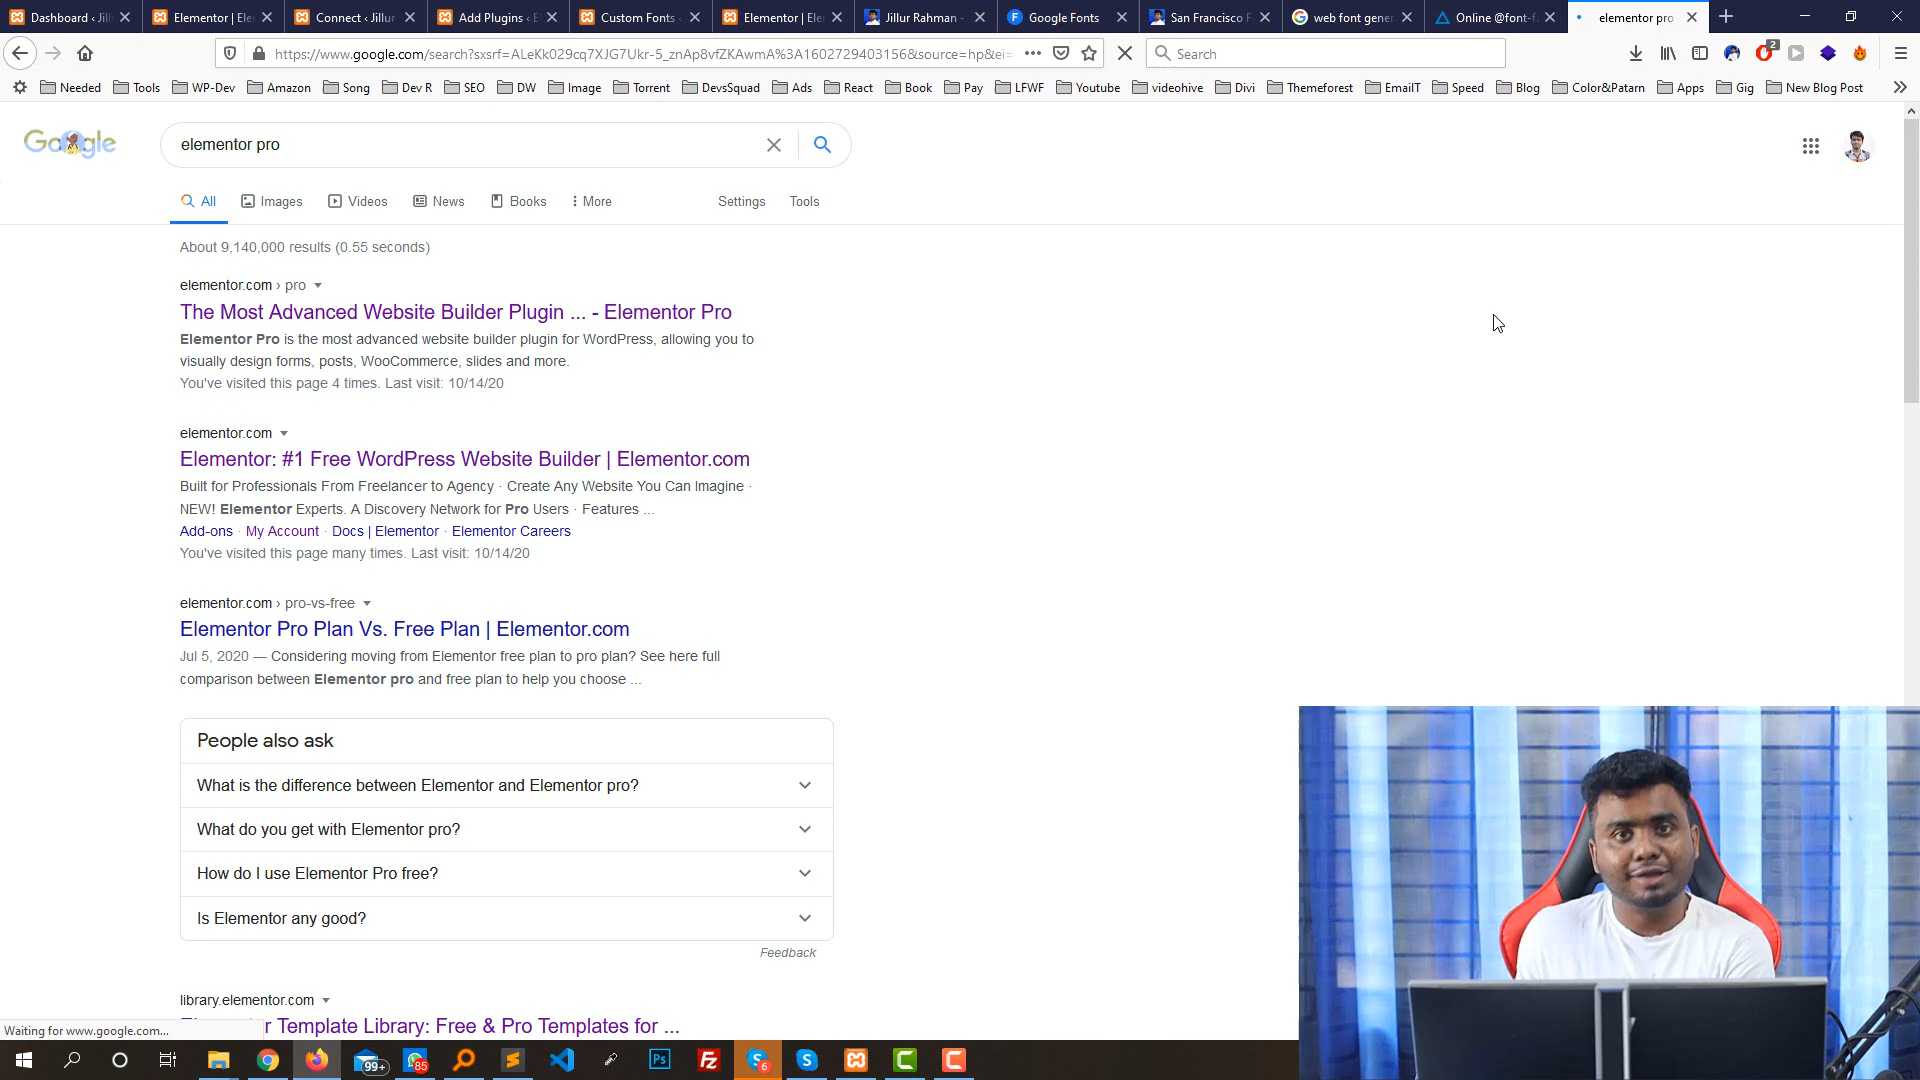 Dashboard ‹ Jil
Elementor | Ele
Connect ‹ Jillur
Add Plugins ‹ E
Custom Fonts ‹
Elementor | Ele
Jillur Rahman -
Google Fonts
San Francisco F
web font gener
Online @font-f
elementor pro
https://www.google.com/search?sxsrf=ALeKk029cq7XJG7Ukr-5_znAp8vfZKAwmA%3A1602729403156&source=hp&ei=
Search
2
Needed
Tools
WP-Dev
Amazon
Song
Dev R
SEO
DW
Image
Torrent
DevsSquad
Ads
React
Book
Pay
LFWF
Youtube
videohive
Divi
Themeforest
EmailT
Speed
Blog
Color&Patarn
Apps
Gig
New Blog Post
Google
elementor pro
All
Images
Videos
News
Books
More
Settings
Tools
About 9,140,000 results (0.55 seconds)
elementor.com › pro
The Most Advanced Website Builder Plugin ... - Elementor Pro
Elementor Pro is the most advanced website builder plugin for WordPress, allowing you to
visually design forms, posts, WooCommerce, slides and more.
You've visited this page 4 times. Last visit: 10/14/20
elementor.com
Elementor: #1 Free WordPress Website Builder | Elementor.com
Built for Professionals From Freelancer to Agency · Create Any Website You Can Imagine ·
NEW! Elementor Experts. A Discovery Network for Pro Users · Features ...
Add-ons · My Account · Docs | Elementor · Elementor Careers
You've visited this page many times. Last visit: 10/14/20
elementor.com › pro-vs-free
Elementor Pro Plan Vs. Free Plan | Elementor.com
Jul 5, 2020 — Considering moving from Elementor free plan to pro plan? See here full
comparison between Elementor pro and free plan to help you choose ...
People also ask
What is the difference between Elementor and Elementor pro?
What do you get with Elementor pro?
How do I use Elementor Pro free?
Is Elementor any good?
Feedback
library.elementor.com
r Template Library: Free & Pro Templates for ...
Waiting for www.google.com...
99+
85
Ps
Fz
S
6
S